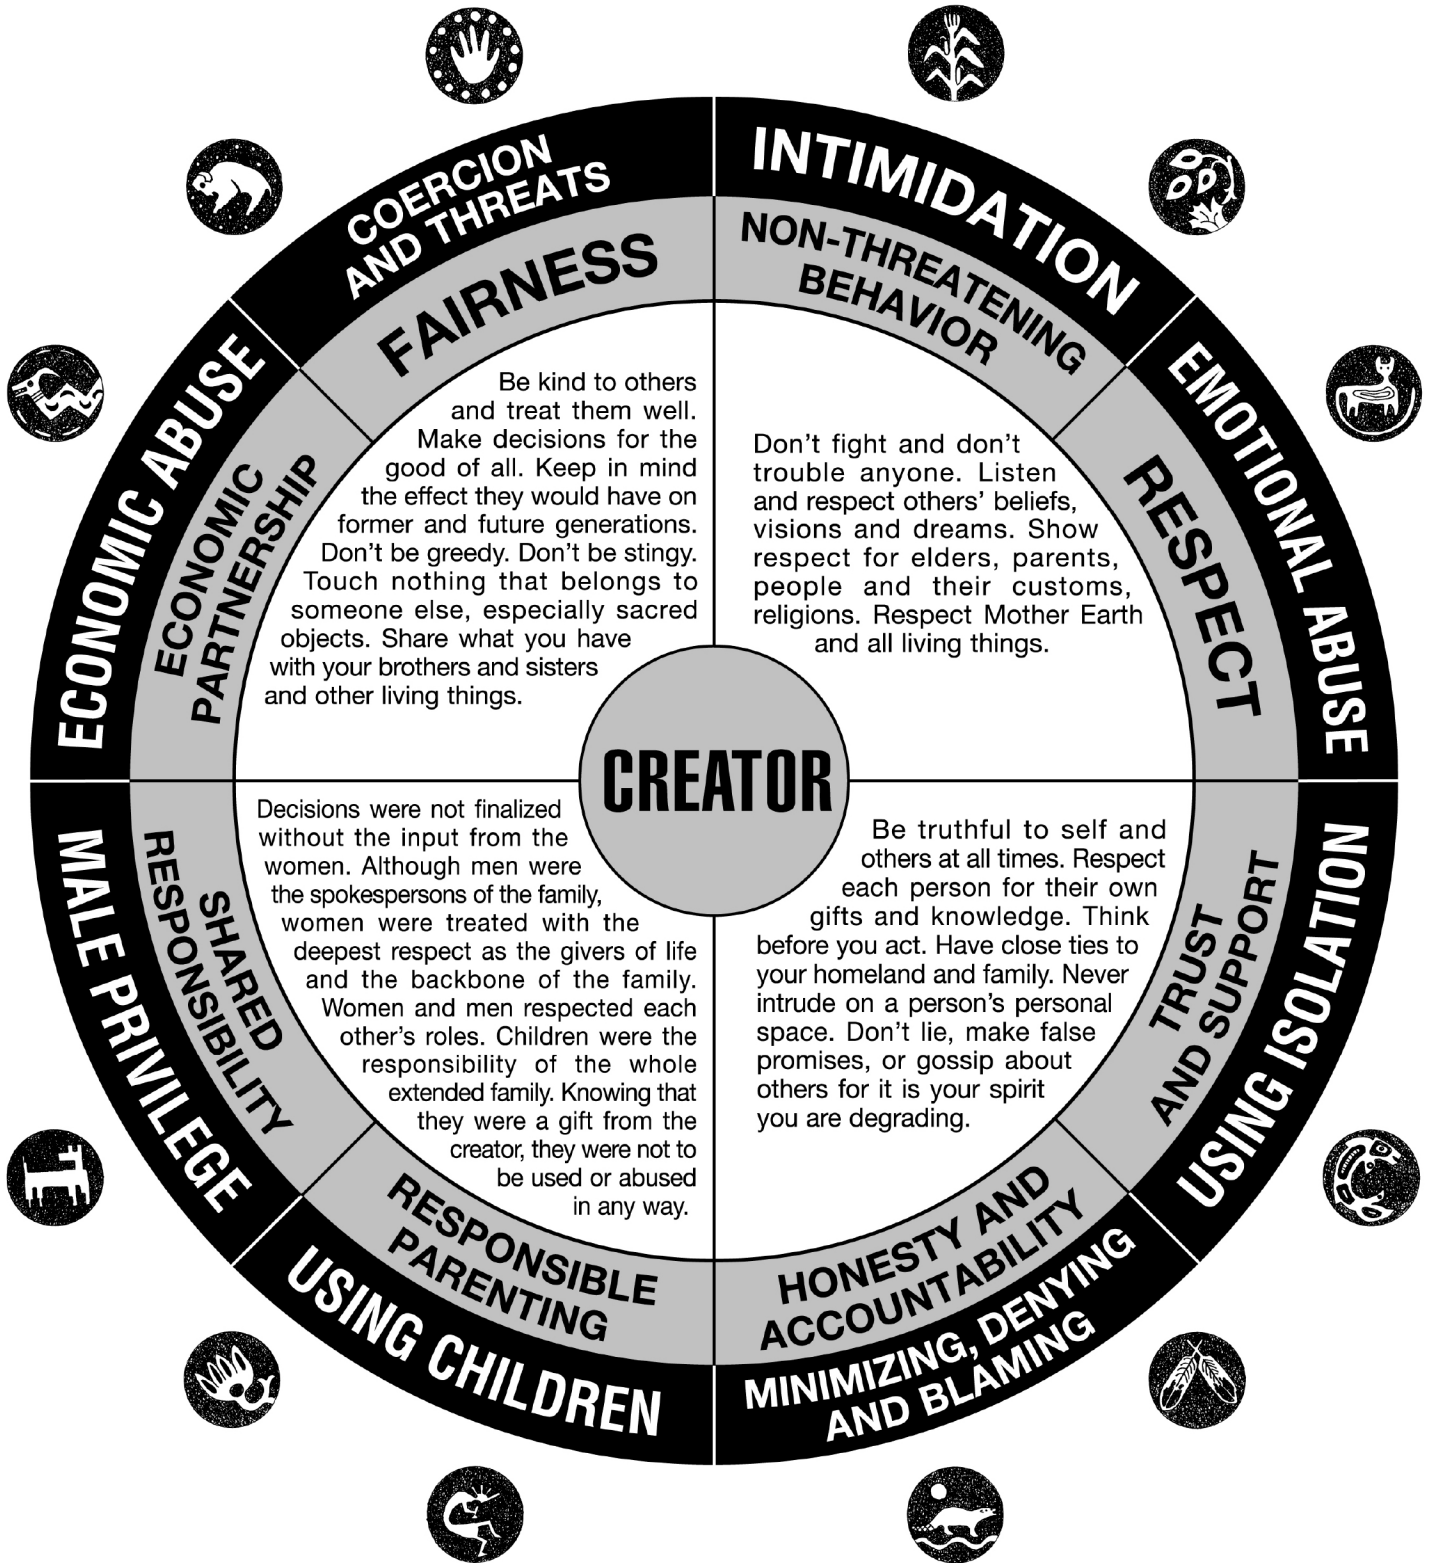 COERCION
AND THREATS
INTIMIDATION
EMOTIONAL ABUSE
USING ISOLATION
MINIMIZING, DENYING
AND BLAMING
USING CHILDREN
MALE PRIVILEGE
ECONOMIC ABUSE
FAIRNESS
NON-THREATENING
BEHAVIOR
RESPECT
TRUST
AND SUPPORT
HONESTY AND
ACCOUNTABILITY
RESPONSIBLE
PARENTING
SHARED
RESPONSIBILITY
ECONOMIC
PARTNERSHIP
Be kind to others
and treat them well.
Make decisions for the
good of all. Keep in mind
the effect they would have on
former and future generations.
Don't be greedy. Don't be stingy.
Touch nothing that belongs to
someone else, especially sacred
objects. Share what you have
with your brothers and sisters
and other living things.
Don't fight and don't
trouble anyone. Listen
and respect others' beliefs,
visions and dreams. Show
respect for elders, parents,
people and their customs,
religions. Respect Mother Earth
and all living things.
CREATOR
Decisions were not finalized
without the input from the
women. Although men were
the spokespersons of the family,
women were treated with the
deepest respect as the givers of life
and the backbone of the family.
Women and men respected each
other's roles. Children were the
responsibility of the whole
extended family. Knowing that
they were a gift from the
creator, they were not to
be used or abused
in any way.
Be truthful to self and
others at all times. Respect
each person for their own
gifts and knowledge. Think
before you act. Have close ties to
your homeland and family. Never
intrude on a person's personal
space. Don't lie, make false
promises, or gossip about
others for it is your spirit
you are degrading.